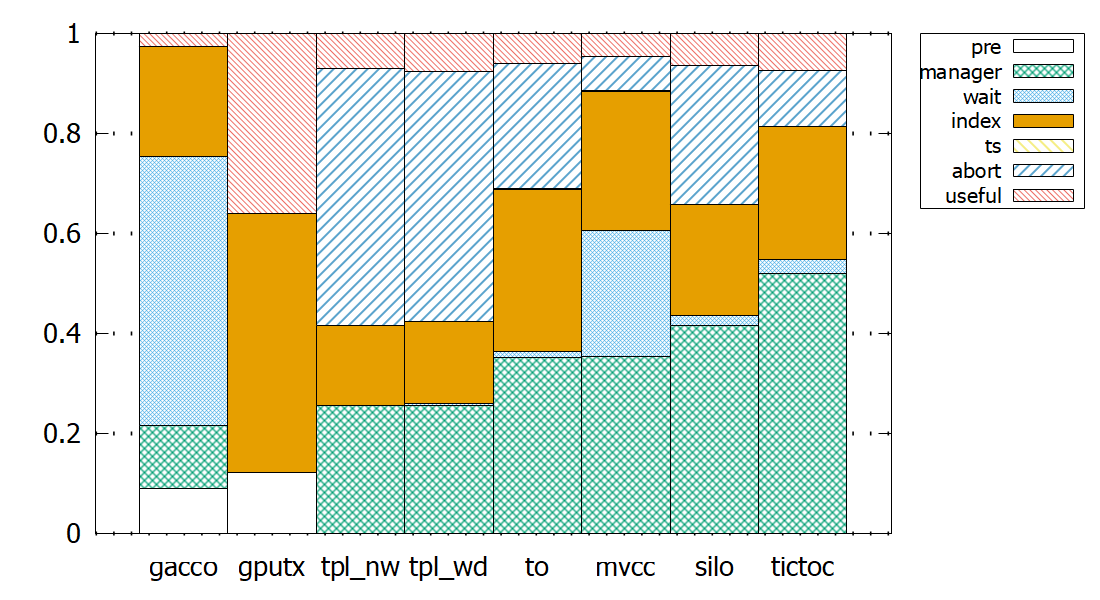 1
0.8
0.6
0.4
0.2
0
gacco gputx tpl_nw tpl_wd to mvcc silo tictoc
pre
manager
wait
index
ts
abort
useful